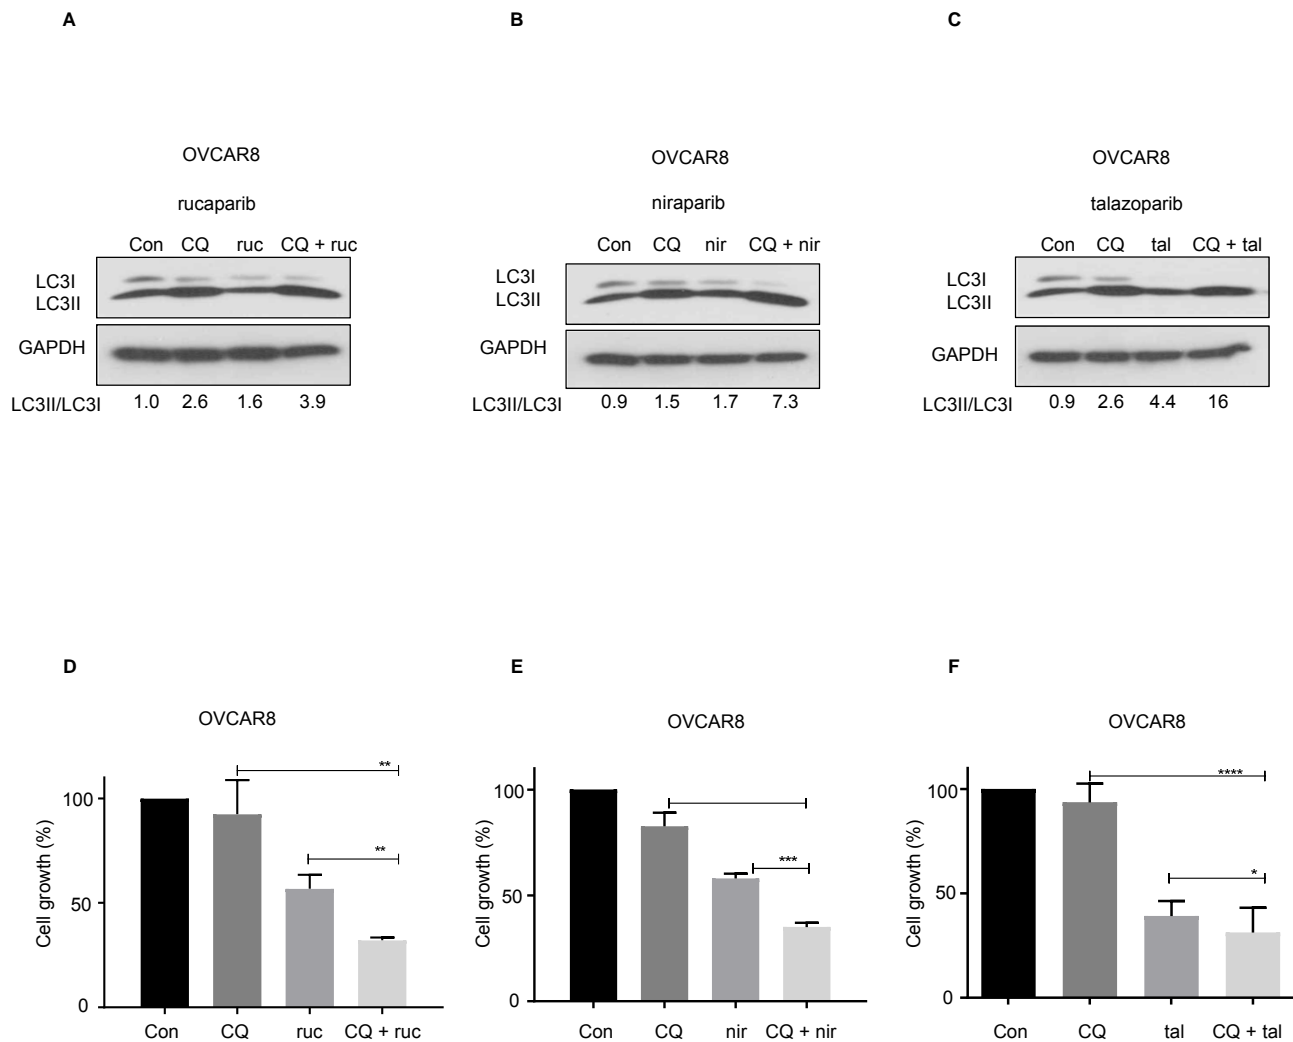 A
B
C
OVCAR8
rucaparib
Con CQ ruc CQ + ruc
LC3I
LC3II
GAPDH
LC3II/LC3I 1.0 2.6 1.6 3.9
OVCAR8
niraparib
Con CQ nir CQ + nir
LC3I
LC3II
GAPDH
LC3II/LC3I 0.9 1.5 1.7 7.3
OVCAR8
talazoparib
Con CQ tal CQ + tal
LC3I
LC3II
GAPDH
LC3II/LC3I 0.9 2.6 4.4 16
D
E
F
OVCAR8
**
**
100
50
0
Cell growth (%)
Con CQ ruc CQ + ruc
OVCAR8
***
100
50
0
Cell growth (%)
Con CQ nir CQ + nir
OVCAR8
****
*
100
50
0
Cell growth (%)
Con CQ tal CQ + tal